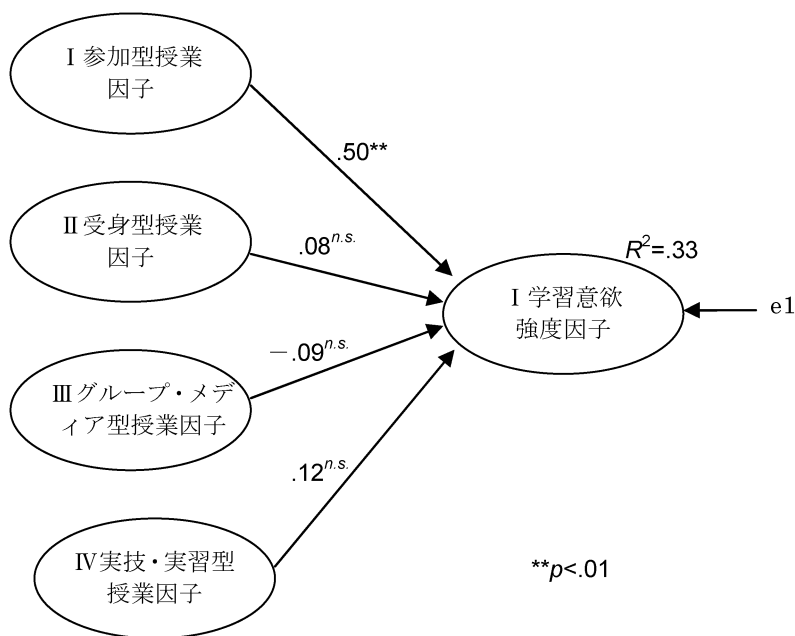 Ⅰ参加型授業
因子
.50**
Ⅱ受身型授業
因子
.08n.s.
R2=.33
Ⅰ学習意欲
強度因子
e1
Ⅲグループ・メデ
ィア型授業因子
－.09n.s.
.12n.s.
Ⅳ実技・実習型
授業因子
**p<.01